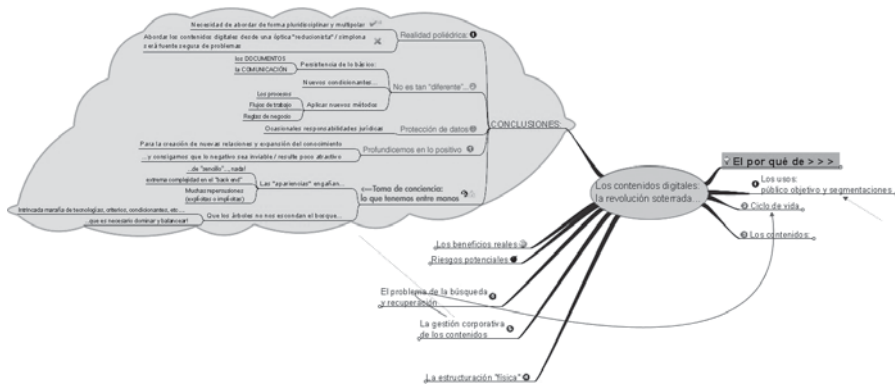 Necesidad de abordar de forma pluridisciplinar y multipolar
Abordar los contenidos digitales desde una óptica "reduccionista" / simplona
será fuente segura de problemas
Realidad poliédrica:
los DOCUMENTOS
la COMUNICACIÓN
Persistencia de lo básico:
Nuevos condicionantes...
Los procesos
Flujos de trabajo
Reglas de negocio
Aplicar nuevos métodos
No es tan "diferente"...
Ocasionales responsabilidades jurídicas
Protección de datos
Para la creación de nuevas relaciones y expansión del conocimiento
...y consigamos que lo negativo sea inviable / resulte poco atractivo
Profundicemos en lo positivo
...de "sencillo"....nada!
extrema complejidad en el "back end"
Muchas repercusiones
(explícitas o implícitas)
Las "apariencias" engañan...
Intrincada maraña de tecnologías, criterios, condicionantes, etc...
...que es necesario dominar y balancear!
Que los árboles no nos escondan el bosque...
Toma de conciencia:
lo que tenemos entre manos
CONCLUSIONES:
Los contenidos digitales:
la revolución soterrada...
El por qué de > > >
Los usos:
público objetivo y segmentaciones
Ciclo de vida
Los contenidos:
Los beneficios reales
Riesgos potenciales
El problema de la búsqueda
y recuperación
La gestión corporativa
de los contenidos
La estructuración "física"